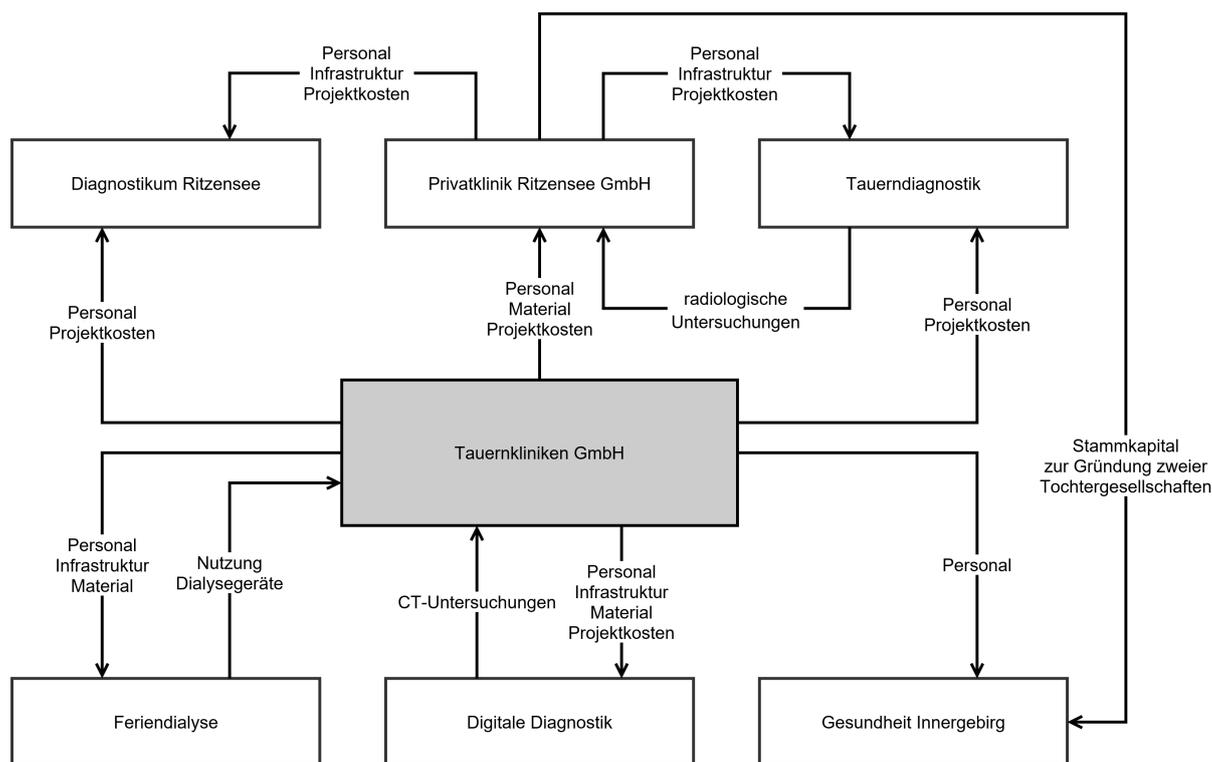 Personal
Infrastruktur
Projektkosten
Personal
Infrastruktur
Projektkosten
Diagnostikum Ritzensee
Privatklinik Ritzensee GmbH
Tauerndiagnostik
Personal
Projektkosten
Personal
Material
Projektkosten
radiologische
Untersuchungen
Personal
Projektkosten
Tauernkliniken GmbH
Stammkapital
zur Gründung zweier
Tochtergesellschaften
Personal
Infrastruktur
Material
Nutzung
Dialysegeräte
CT-Untersuchungen
Personal
Infrastruktur
Material
Projektkosten
Personal
Feriendialyse
Digitale Diagnostik
Gesundheit Innergebirg